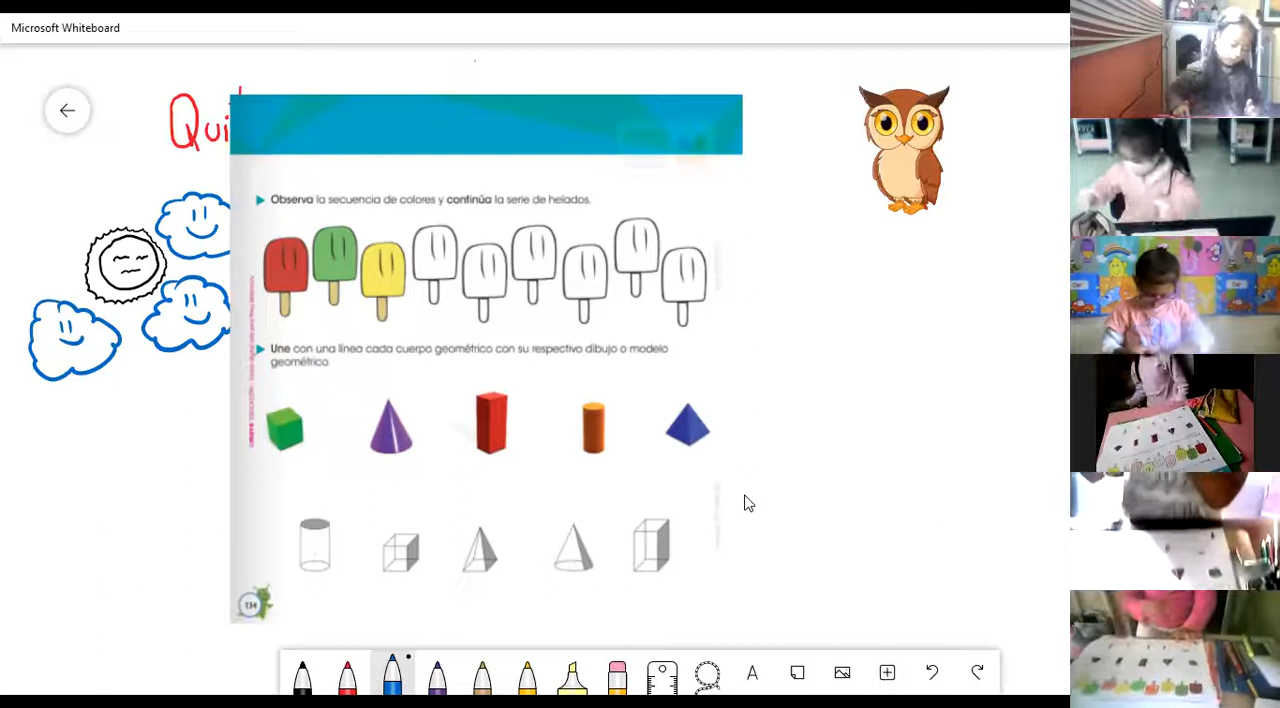 Microsoft Whiteboard
Qui
Observa la secuencia de colores y continúa la serie de helados.
Une con una línea cada cuerpo geométrico con su respectivo dibujo o modelo
geométrico.
134
A